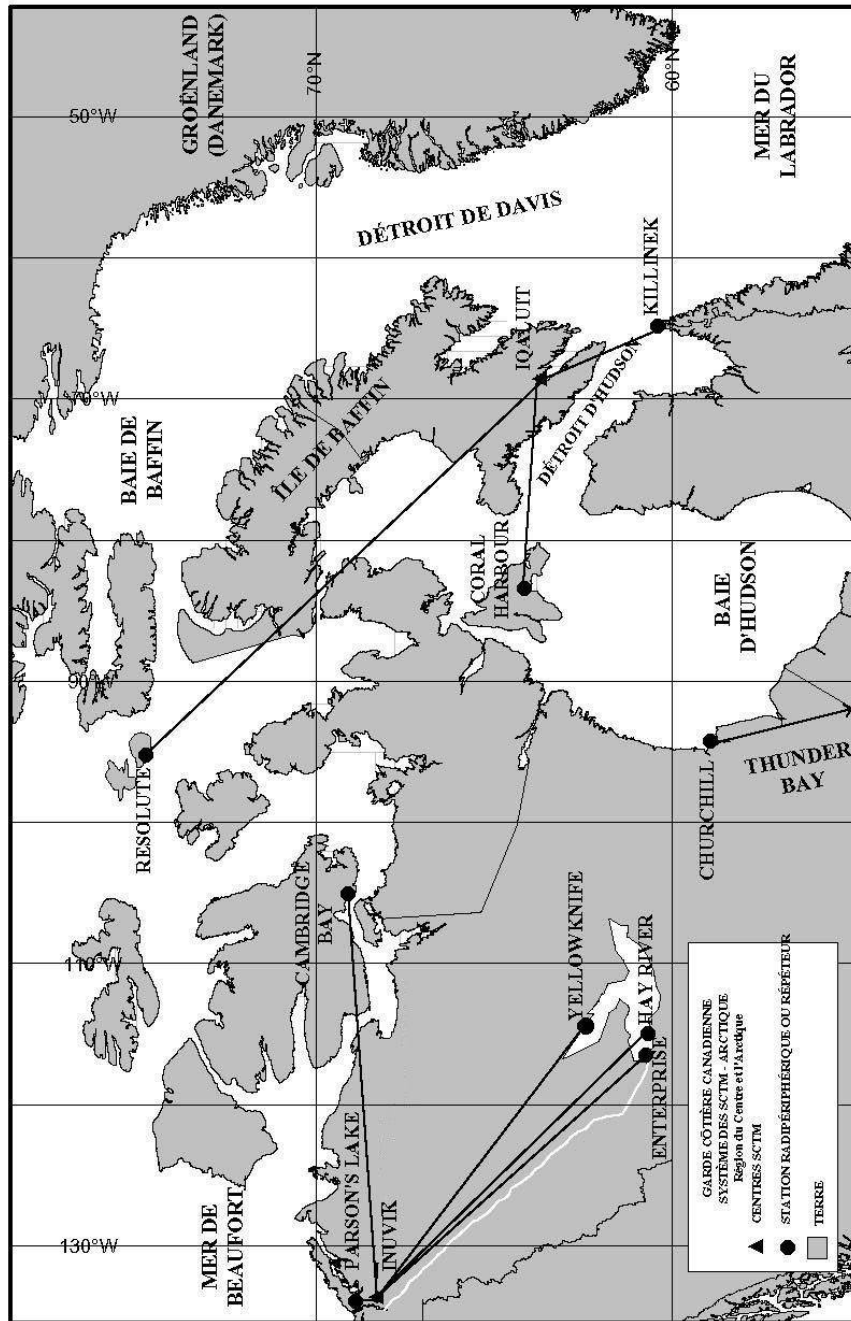 GROËNLAND
(DANEMARK)
70°N
60°N
50°W
MER DU
LABRADOR
DÉTROIT DE DAVIS
KILLINEK
IQALUIT
70°W
BAIE DE
BAFFIN
ÎLE DE BAFFIN
DÉTROIT D'HUDSON
CORAL
HARBOUR
BAIE
D'HUDSON
90°W
RESOLUTE
CHURCHILL
THUNDER
BAY
CAMBRIDGE
BAY
110°W
YELLOWKNIFE
HAY RIVER
ENTERPRISE
MER DE
BEAUFORT
PARSON'S LAKE
INUVIK
130°W
GARDE CÔTIÈRE CANADIENNE
SYSTÈME DES SCTM - ARCTIQUE
Région du Centre et l'Arctique
CENTRES SCTM
STATION RADIPÉRIPHÉRIQUE OU RÉPÉTEUR
TERRE